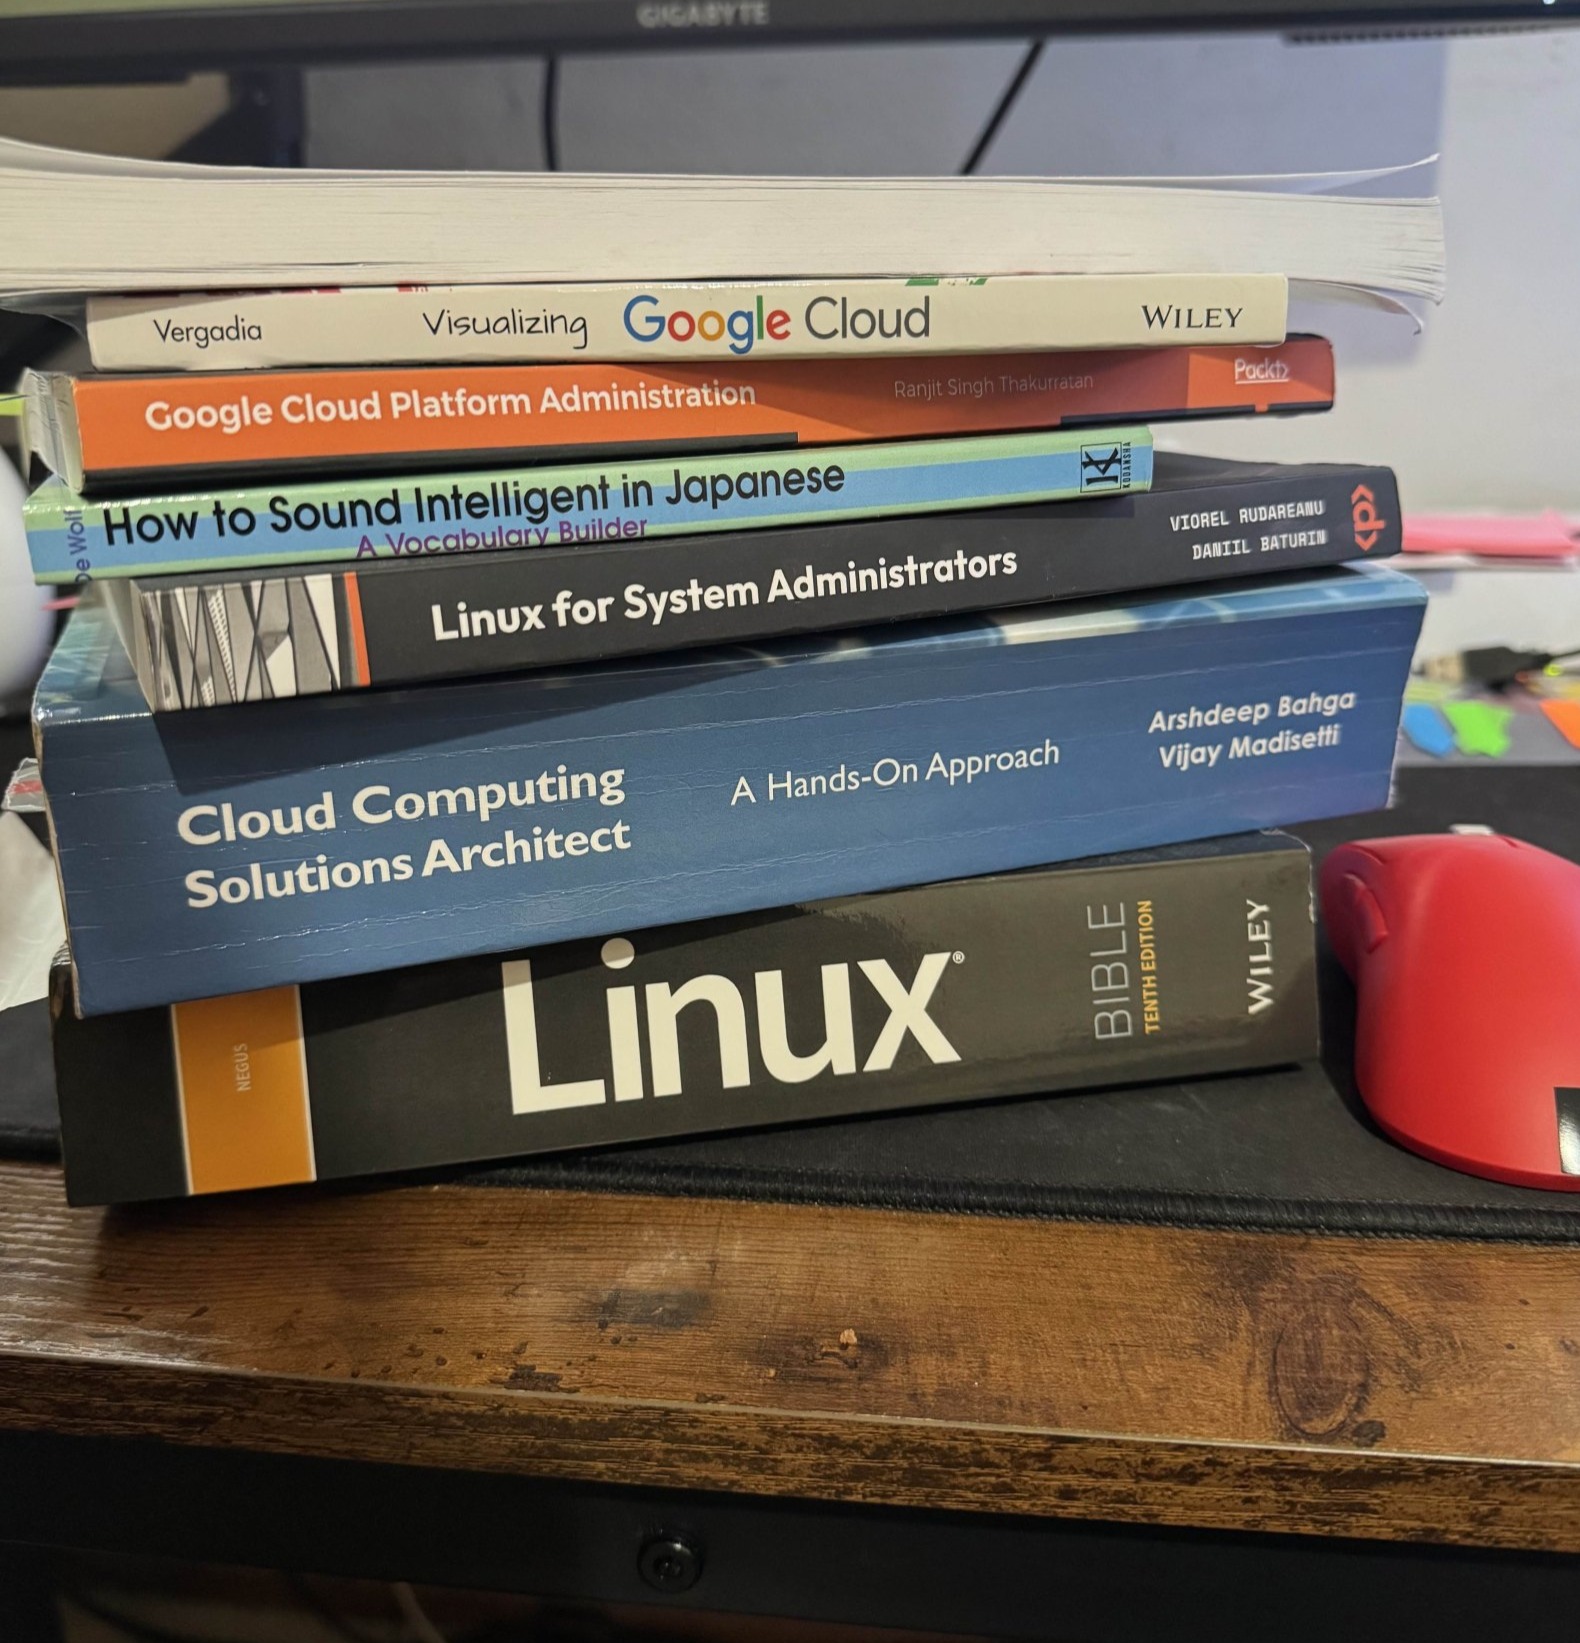 GIGABYTE
Vergadia Visualizing Google Cloud WILEY
Google Cloud Platform Administration Ranjit Singh Thakurratan Packt>
How to Sound Intelligent in Japanese
A Vocabulary Builder
De Wolf
KODANSHA
Linux for System Administrators
VIOREL RUDAREANU
DANIIL BATURIN
<p>
Cloud Computing
Solutions Architect
A Hands-On Approach
Arshdeep Bahga
Vijay Madisetti
NEGUS
Linux®
BIBLE
TENTH EDITION
WILEY